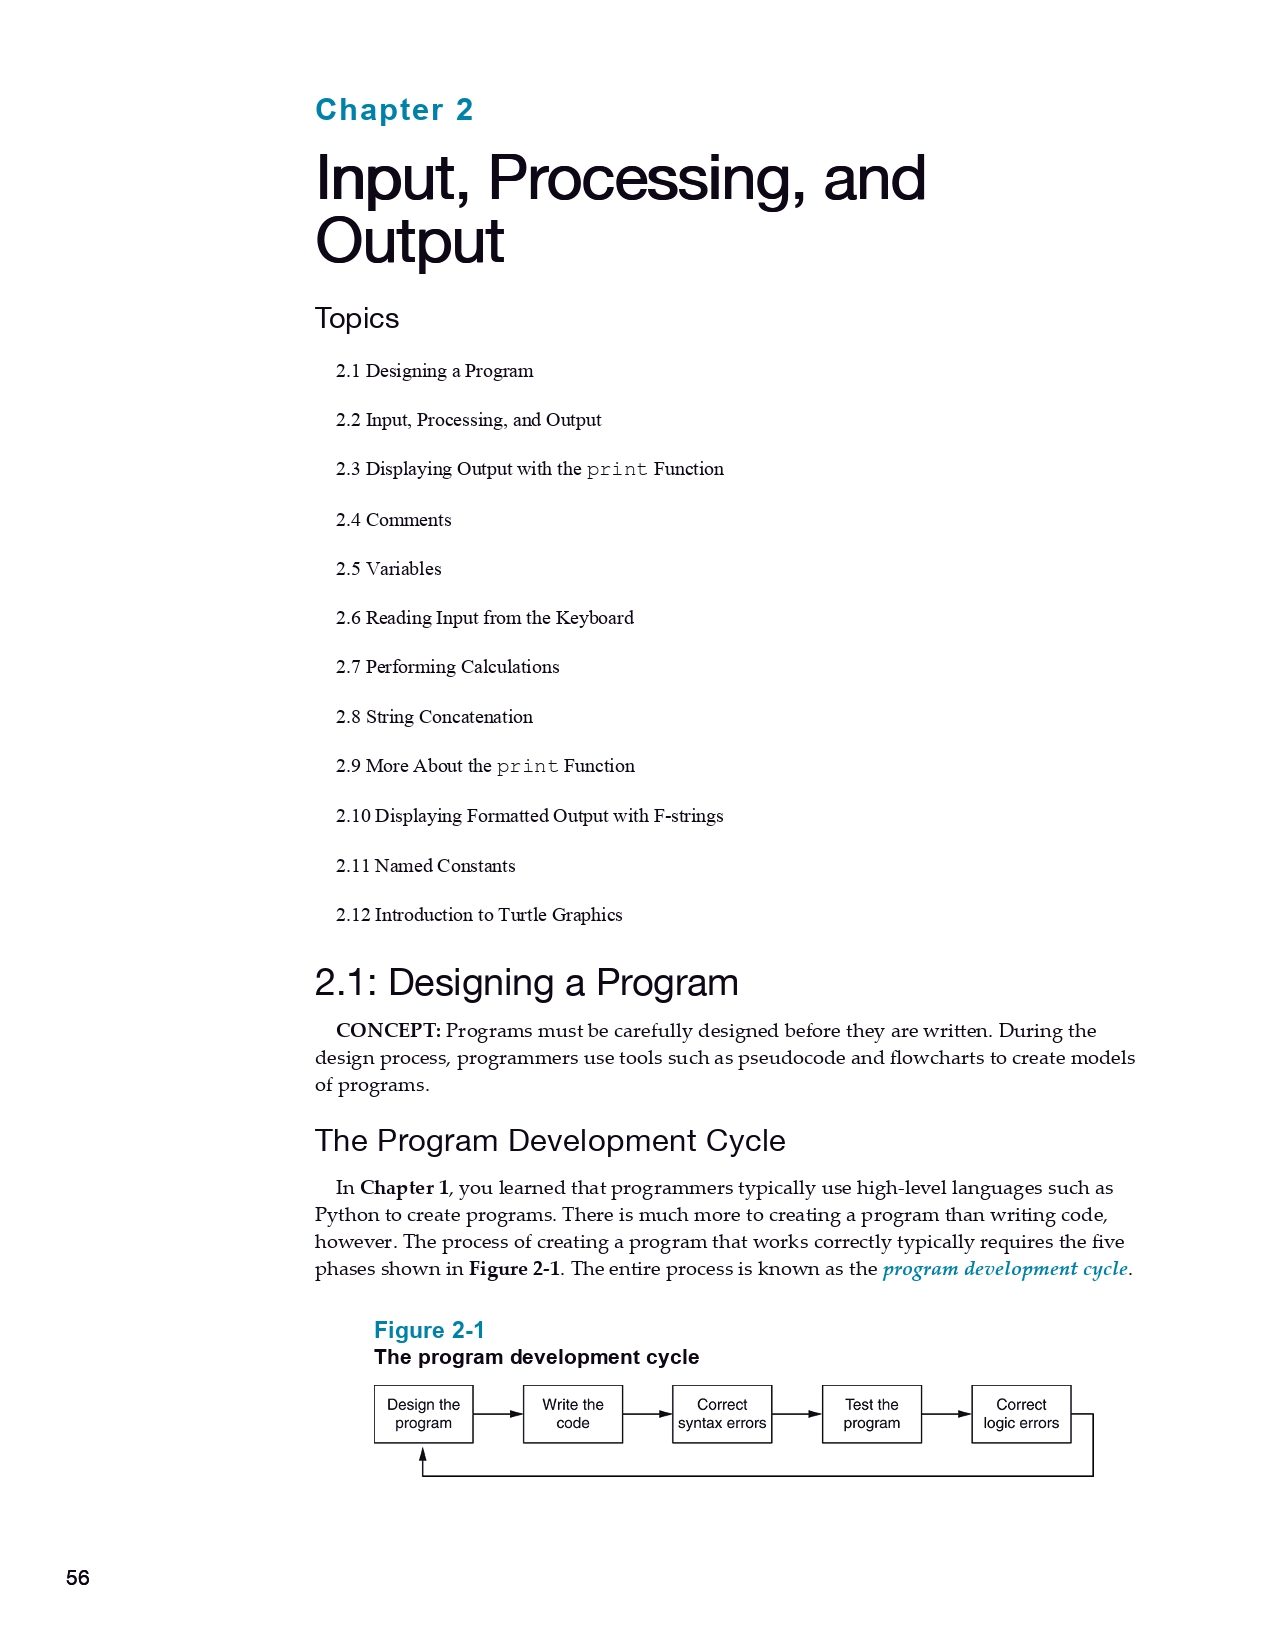 Chapter 2
Input, Processing, and
Output
Topics
2.1 Designing a Program
2.2 Input, Processing, and Output
2.3 Displaying Output with the print Function
2.4 Comments
2.5 Variables
2.6 Reading Input from the Keyboard
2.7 Performing Calculations
2.8 String Concatenation
2.9 More About the print Function
2.10 Displaying Formatted Output with F-strings
2.11 Named Constants
2.12 Introduction to Turtle Graphics
2.1: Designing a Program
CONCEPT: Programs must be carefully designed before they are written. During the
design process, programmers use tools such as pseudocode and flowcharts to create models
of programs.
The Program Development Cycle
In Chapter 1, you learned that programmers typically use high-level languages such as
Python to create programs. There is much more to creating a program than writing code,
however. The process of creating a program that works correctly typically requires the five
phases shown in Figure 2-1. The entire process is known as the program development cycle.
Figure 2-1
The program development cycle
Design the
program
Write the
code
Correct
syntax errors
Test the
program
Correct
logic errors
56